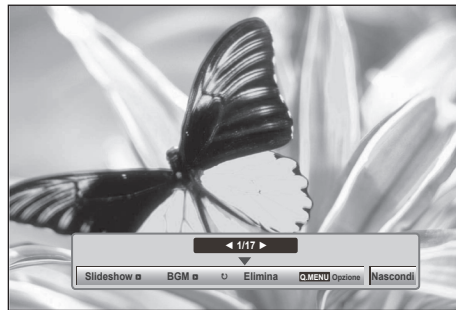 ◀ 1/17 ▶
Slideshow BGM ↻ Elimina Q.MENU Opzione Nascondi